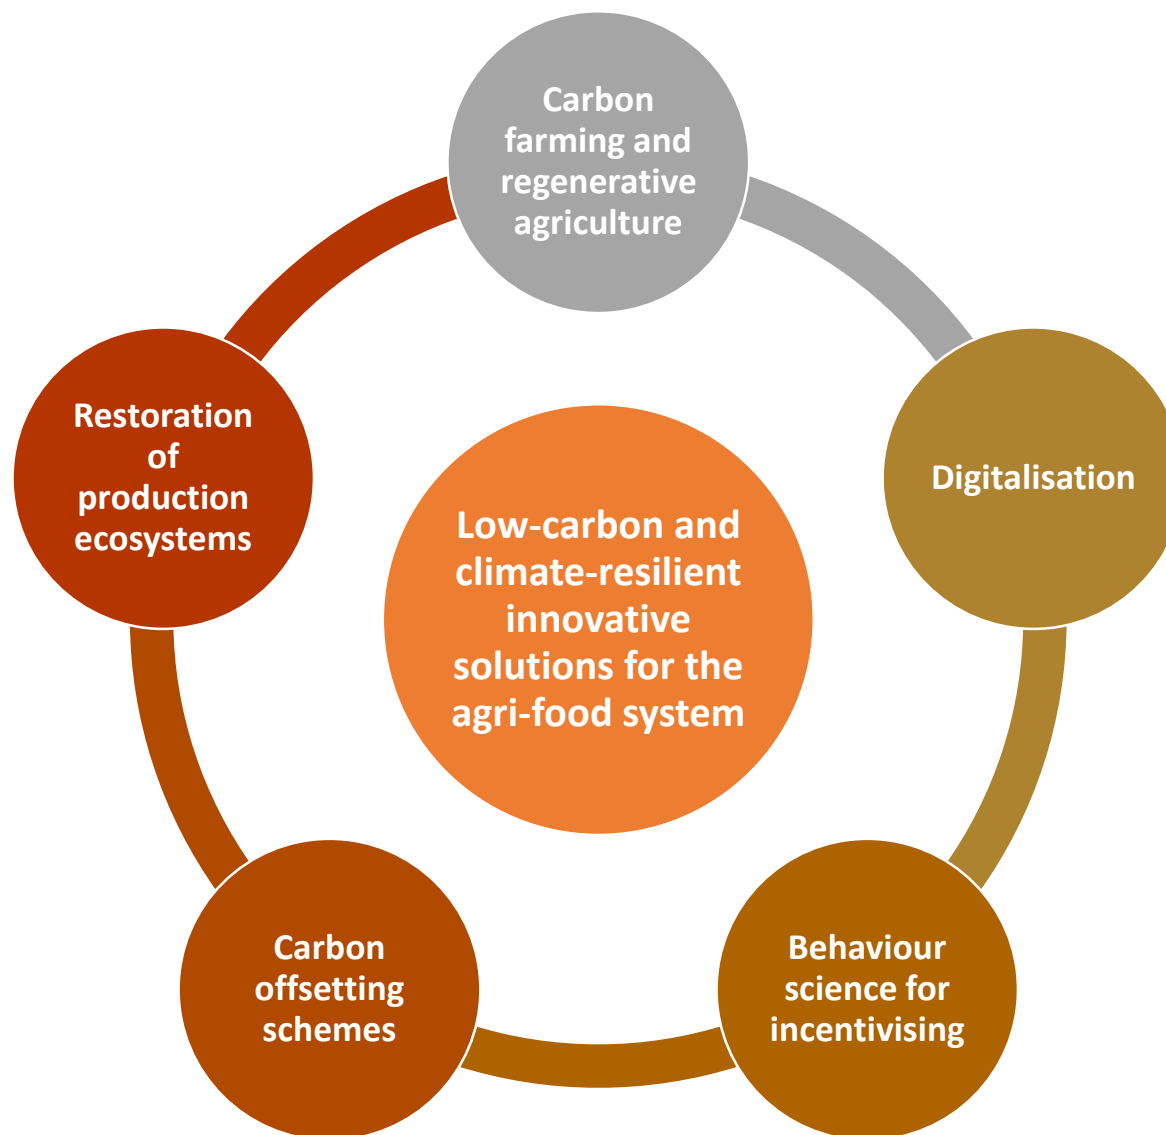 Carbon
farming and
regenerative
agriculture
Digitalisation
Behaviour
science for
incentivising
Carbon
offsetting
schemes
Restoration
of
production
ecosystems
Low-carbon and
climate-resilient
innovative
solutions for the
agri-food system